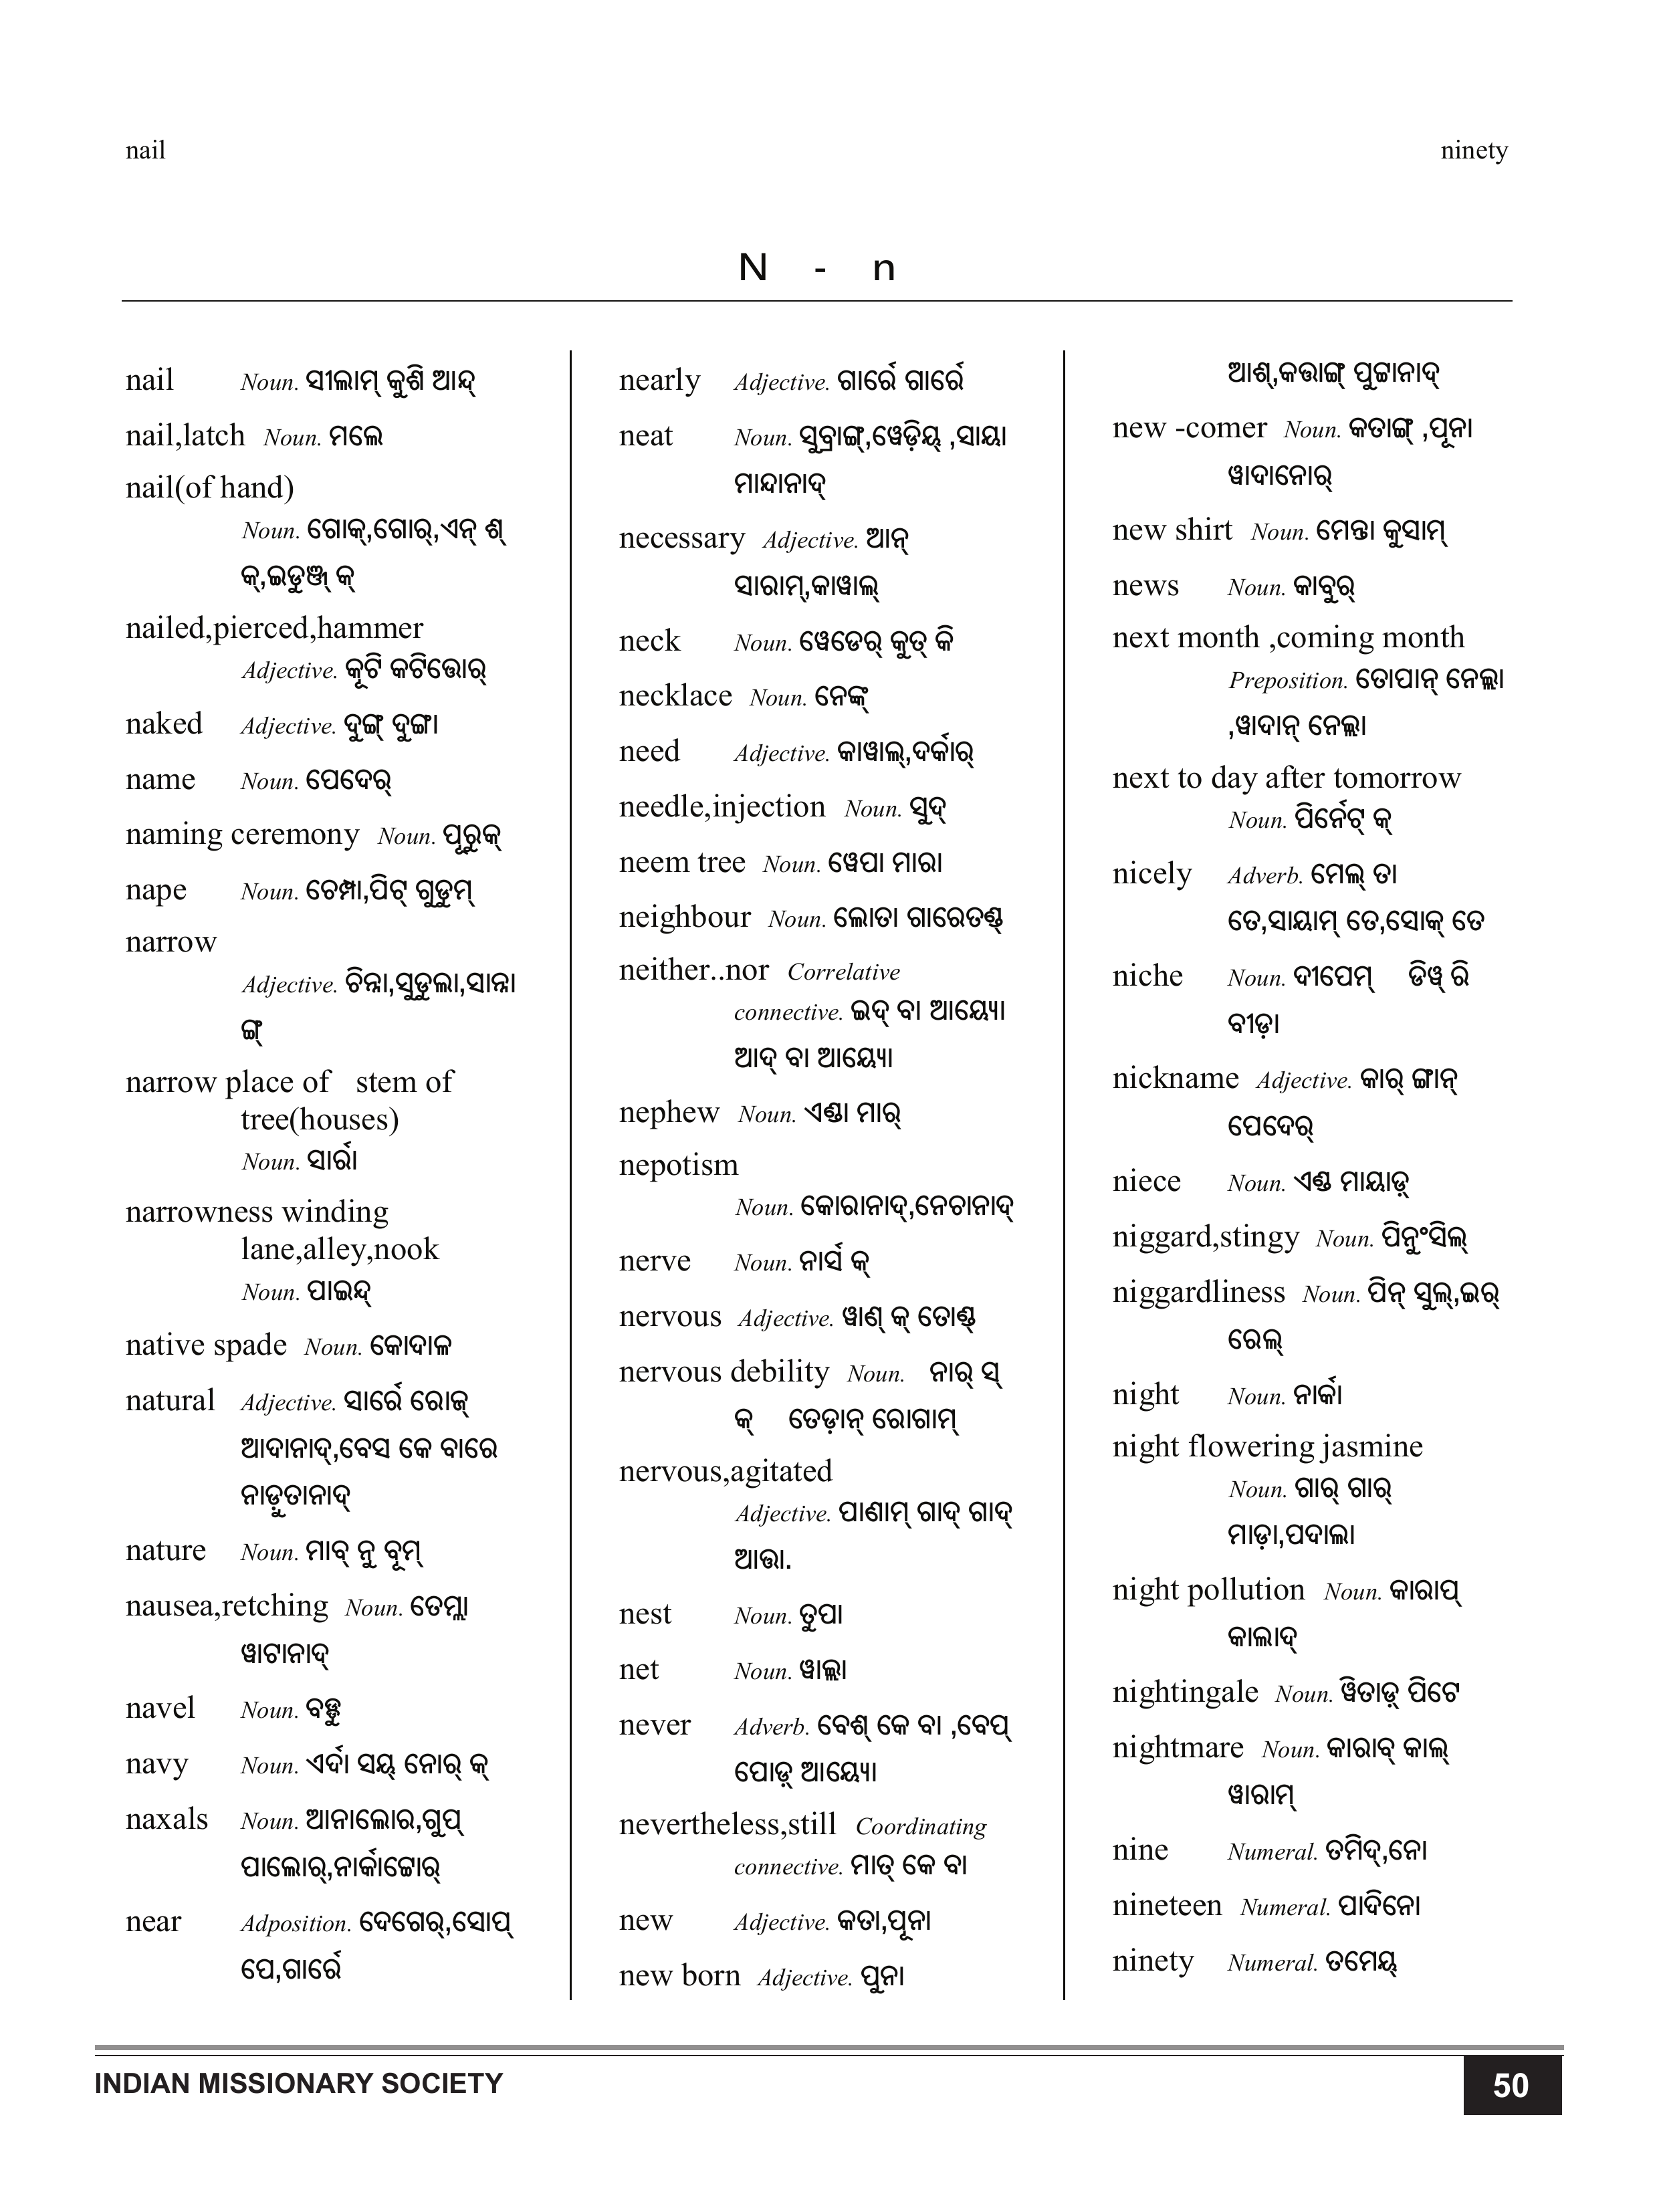 nail ninety
N - n
nail Noun. ସୀଲାମ୍ କୁଶି ଆନ୍ଦ୍
nail,latch Noun. ମଲେ
nail(of hand)
Noun. ଗୋକ୍,ଗୋର୍,ଏନ୍ ଶ୍
କ୍,ଇଡୁଞ୍ଜ୍ କ୍
nailed,pierced,hammer
Adjective. କୂଟି କଟିତ୍ତୋର୍
naked Adjective. ଦୁଙ୍ଗ୍ ଦୁଙ୍ଗା
name Noun. ପେଦେର୍
naming ceremony Noun. ପୂରୁକ୍
nape Noun. ଚେମ୍ପା,ପିଟ୍ ଗୁଡୁମ୍
narrow
Adjective. ଚିନ୍ନା,ସୁଡୁଲା,ସାନ୍ନା
ଙ୍ଗ୍
narrow place of stem of
tree(houses)
Noun. ସାର୍ରା
narrowness winding
lane,alley,nook
Noun. ପାଇନ୍ଦ୍
native spade Noun. କୋଦାଳ
natural Adjective. ସାର୍ରେ ରୋଜ୍
ଆଦାନାଦ୍,ବେସ କେ ବାରେ
ନାଡ଼ୁତାନାଦ୍
nature Noun. ମାବ୍ ନୁ ବୂମ୍
nausea,retching Noun. ତେମ୍ଲା
ୱାଟାନାଦ୍
navel Noun. ବଡ୍ଡୁ
navy Noun. ଏର୍ଦା ସୟ୍ ନୋର୍ କ୍
naxals Noun. ଆନାଲୋର,ଗୁପ୍
ପାଲୋର୍,ନାର୍କାଟ୍ଟୋର୍
near Adposition. ଦେଗେର୍,ସୋପ୍
ପେ,ଗାର୍ରେ
nearly Adjective. ଗାର୍ରେ ଗାର୍ରେ
neat Noun. ସୁବ୍ରାଙ୍ଗ୍,ୱେଡ଼ିୟ୍ ,ସାୟା
ମାନ୍ଦାନାଦ୍
necessary Adjective. ଆନ୍
ସାରାମ୍,କାୱାଲ୍
neck Noun. ୱେଡେର୍ କୁତ୍ କି
necklace Noun. ନେଙ୍କ୍
need Adjective. କାୱାଲ୍,ଦର୍କାର୍
needle,injection Noun. ସୁଦ୍
neem tree Noun. ୱେପା ମାରା
neighbour Noun. ଲୋତା ଗାରେତଣ୍ଡ୍
neither..nor Correlative
connective. ଇଦ୍ ବା ଆୟ୍ୟୋ
ଆଦ୍ ବା ଆୟ୍ୟୋ
nephew Noun. ଏଣ୍ଡା ମାର୍
nepotism
Noun. କୋରାନାଦ୍,ନେଚାନାଦ୍
nerve Noun. ନାର୍ସ କ୍
nervous Adjective. ୱାଣ୍ କ୍ ତୋଣ୍ଡ୍
nervous debility Noun. ନାର୍ ସ୍
କ୍ ତେଡ଼ାନ୍ ରୋଗାମ୍
nervous,agitated
Adjective. ପାଣାମ୍ ଗାଦ୍ ଗାଦ୍
ଆତ୍ତା.
nest Noun. ତୁପା
net Noun. ୱାଲ୍ଲା
never Adverb. ବେଶ୍ କେ ବା ,ବେପ୍
ପୋଡ଼୍ ଆୟ୍ୟୋ
nevertheless,still Coordinating
connective. ମାତ୍ କେ ବା
new Adjective. କତା,ପୂନା
new born Adjective. ପୁନା
ଆଶ୍,କତ୍ତାଙ୍ଗ୍ ପୁଟ୍ଟାନାଦ୍
new -comer Noun. କତାଙ୍ଗ୍ ,ପୂନା
ୱାଦାନୋର୍
new shirt Noun. ମେନ୍ତା କୁସାମ୍
news Noun. କାବୁର୍
next month ,coming month
Preposition. ତୋପାନ୍ ନେଲ୍ଲା
,ୱାଦାନ୍ ନେଲ୍ଲା
next to day after tomorrow
Noun. ପିର୍ନେଟ୍ କ୍
nicely Adverb. ମେଲ୍ ତା
ତେ,ସାୟାମ୍ ତେ,ସୋକ୍ ତେ
niche Noun. ଦୀପେମ୍ ଡିୱ୍ ରି
ବୀଡ଼ା
nickname Adjective. କାର୍ ଙ୍ଗାନ୍
ପେଦେର୍
niece Noun. ଏଣ୍ଡ ମାୟାଡ଼୍
niggard,stingy Noun. ପିନୁଂସିଲ୍
niggardliness Noun. ପିନ୍ ସୁଲ୍,ଇର୍
ରେଲ୍
night Noun. ନାର୍କା
night flowering jasmine
Noun. ଗାର୍ ଗାର୍
ମାଡ଼ା,ପଦାଲା
night pollution Noun. କାରାପ୍
କାଲାଦ୍
nightingale Noun. ୱିତାଡ଼୍ ପିଟେ
nightmare Noun. କାରାବ୍ କାଲ୍
ୱାରାମ୍
nine Numeral. ତମିଦ୍,ନୋ
nineteen Numeral. ପାଦିନୋ
ninety Numeral. ତମେୟ୍
INDIAN MISSIONARY SOCIETY 50